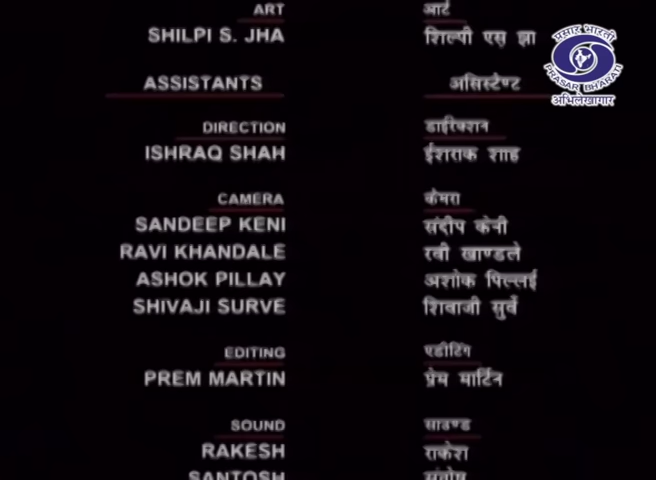 ART आर्ट
SHILPI S. JHA शिल्पी एस झा
प्रसार भारती
PRASAR BHARATI
अभिलेखागार
ASSISTANTS असिस्टैण्ट
DIRECTION डाइरेक्शन
ISHRAQ SHAH ईशराक शाह
CAMERA कैमरा
SANDEEP KENI संदीप केनी
RAVI KHANDALE रवी खाण्डले
ASHOK PILLAY अशोक पिल्लई
SHIVAJI SURVE शिवाजी सुर्वे
EDITING एडीटिंग
PREM MARTIN प्रेम मार्टिन
SOUND साउण्ड
RAKESH राकेश
SANTOSH संतोष